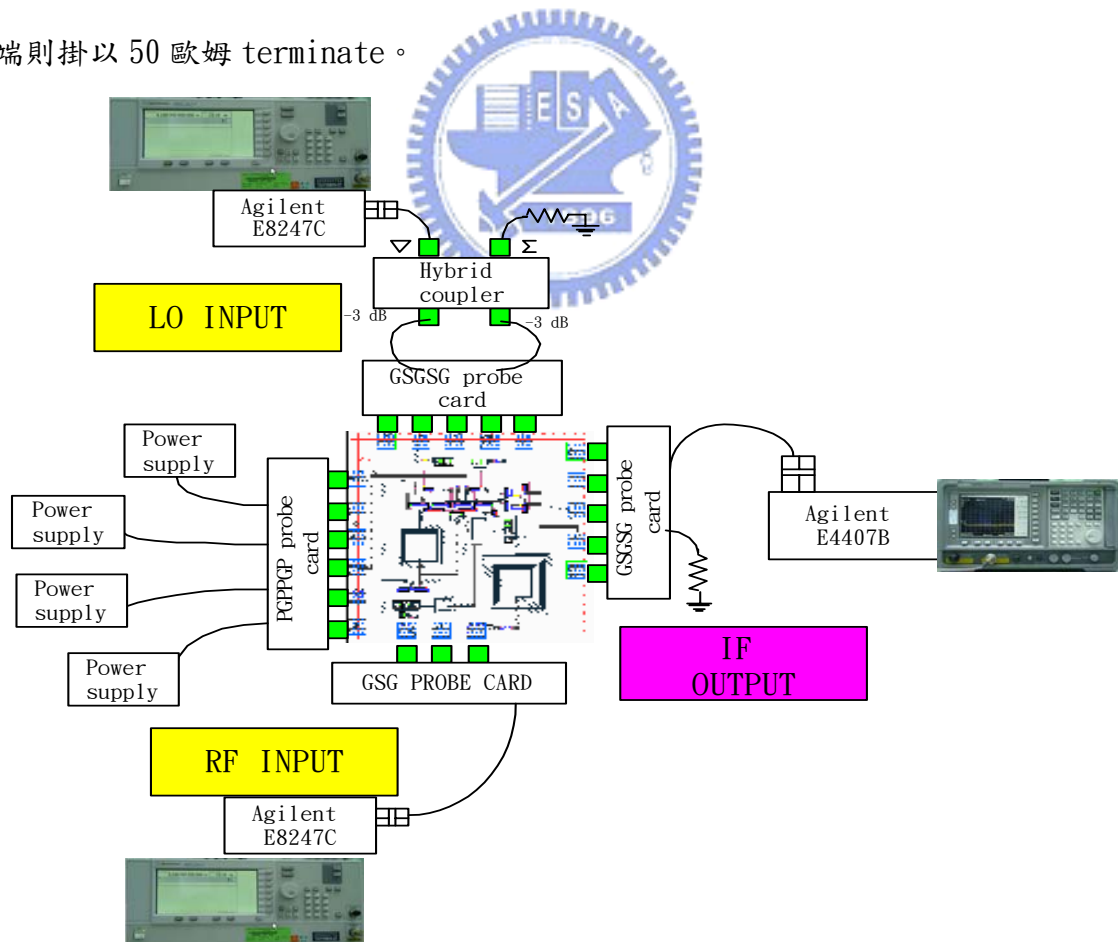 端則掛以 50 歐姆 terminate。
ESA
1896
Agilent
E8247C
▽
Σ
Hybrid
coupler
LO INPUT
-3 dB
-3 dB
GSGSG probe
card
Power
supply
Power
supply
Power
supply
Power
supply
PGPPGP probe
card
GSGSG probe
card
Agilent
E4407B
GSG PROBE CARD
IF
OUTPUT
RF INPUT
Agilent
E8247C